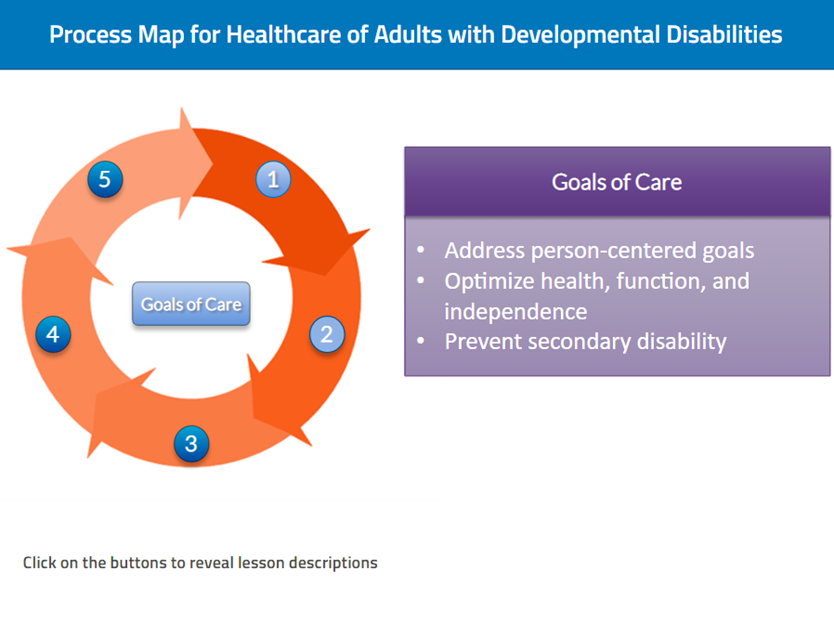 Process Map for Healthcare of Adults with Developmental Disabilities
5
1
4
Goals of Care
2
3
Goals of Care
• Address person-centered goals
• Optimize health, function, and
independence
• Prevent secondary disability
Click on the buttons to reveal lesson descriptions